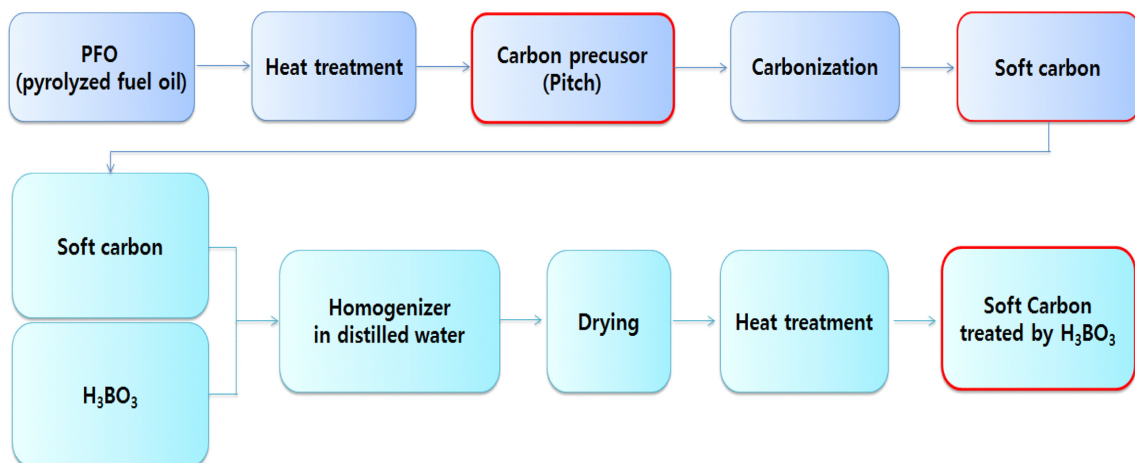 PFO
(pyrolyzed fuel oil)
Heat treatment
Carbon precusor
(Pitch)
Carbonization
Soft carbon
Soft carbon
H₃BO₃
Homogenizer
in distilled water
Drying
Heat treatment
Soft Carbon
treated by H₃BO₃